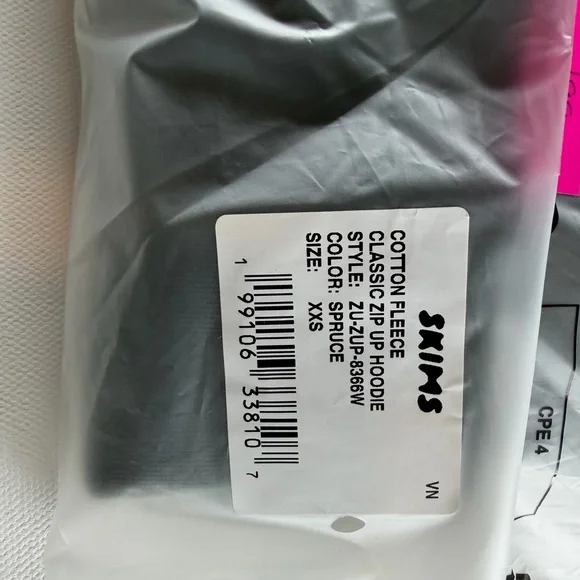 SKIMS
COTTON FLEECE
CLASSIC ZIP UP HOODIE
STYLE: ZU-ZUP-8366W
COLOR: SPRUCE
SIZE: XXS
1 99106 33810 7
VN
CPE 4